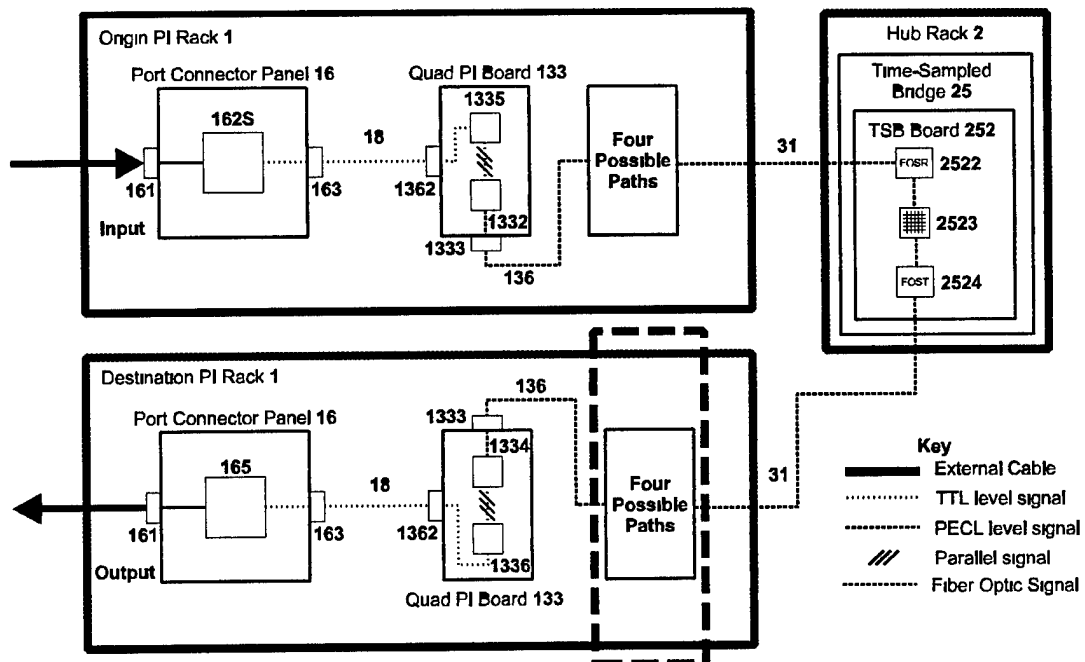 Origin PI Rack 1
Port Connector Panel 16
162S
161
163
Input
18
Quad PI Board 133
1335
1362
1332
1333
136
Four
Possible
Paths
31
Hub Rack 2
Time-Sampled
Bridge 25
TSB Board 252
FOSR
2522
2523
FOST
2524
Destination PI Rack 1
Port Connector Panel 16
165
161
163
Output
18
136
1333
1334
1362
1336
Quad PI Board 133
Four
Possible
Paths
31
Key
External Cable
TTL level signal
PECL level signal
Parallel signal
Fiber Optic Signal